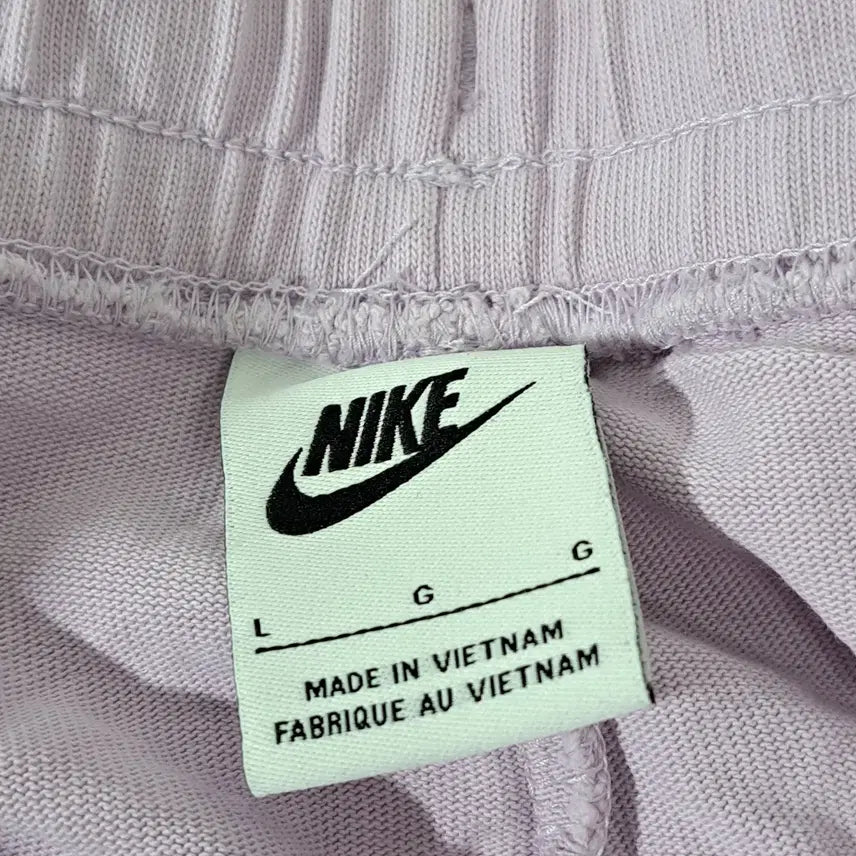 NIKE
L G G
MADE IN VIETNAM
FABRIQUE AU VIETNAM